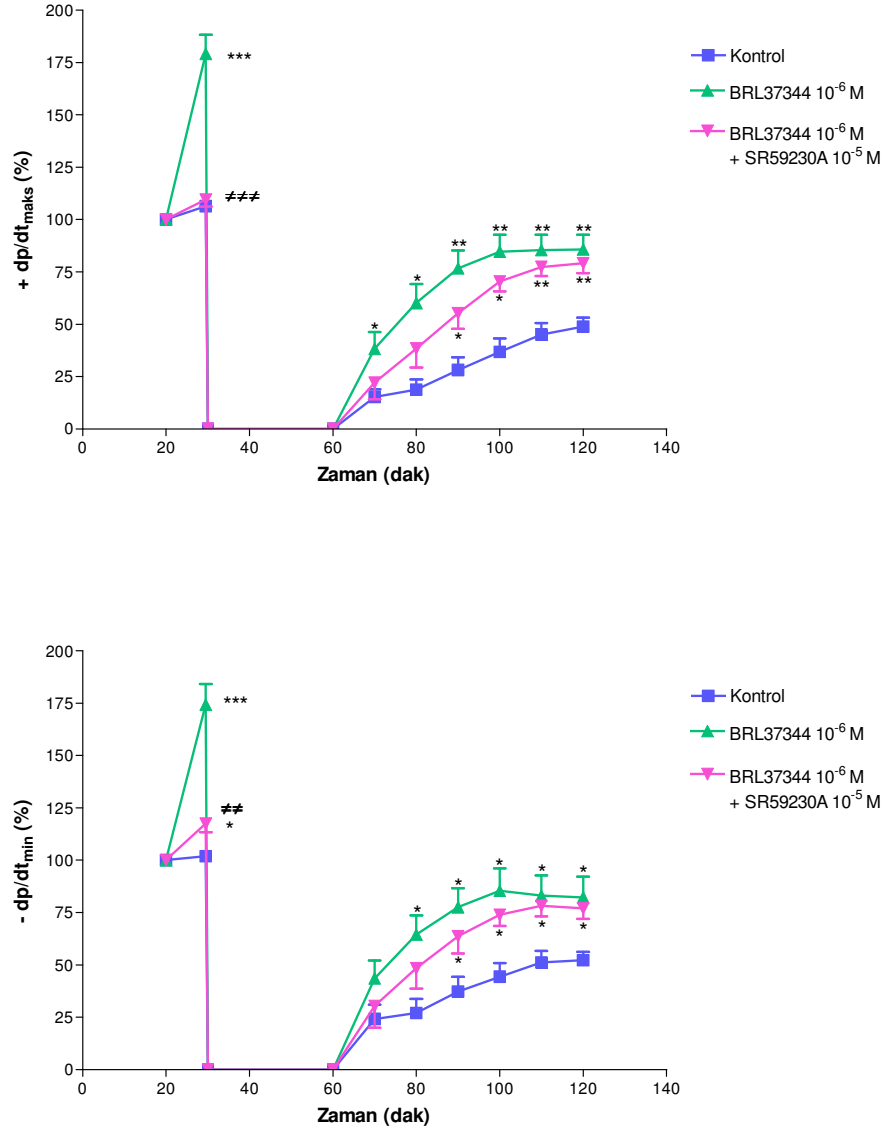 200
175
150
125
100
75
50
25
0
+ dp/dt_maks (%)
0 20 40 60 80 100 120 140
Zaman (dak)
***
≠≠≠
* * ** ** ** **
* * ** **
Kontrol
BRL37344 10⁻⁶ M
BRL37344 10⁻⁶ M
+ SR59230A 10⁻⁵ M
200
175
150
125
100
75
50
25
0
- dp/dt_min (%)
0 20 40 60 80 100 120 140
Zaman (dak)
***
≠≠
*
* * * * *
* * * *
Kontrol
BRL37344 10⁻⁶ M
BRL37344 10⁻⁶ M
+ SR59230A 10⁻⁵ M